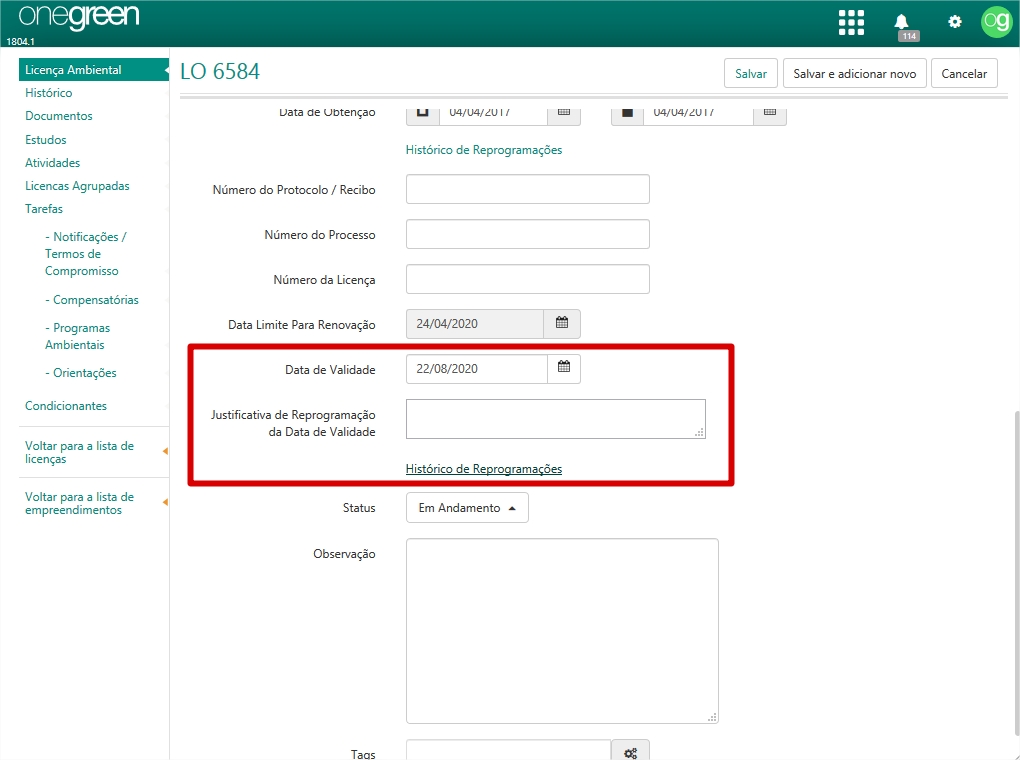 onegreen
1804.1
114
og
Licença Ambiental
Histórico
Documentos
Estudos
Atividades
Licencas Agrupadas
Tarefas
- Notificações /
Termos de
Compromisso
- Compensatórias
- Programas
Ambientais
- Orientações
Condicionantes
Voltar para a lista de
licenças
Voltar para a lista de
empreendimentos
LO 6584
Salvar
Salvar e adicionar novo
Cancelar
Data de Obtenção
04/04/2017
04/04/2017
Histórico de Reprogramações
Número do Protocolo / Recibo
Número do Processo
Número da Licença
Data Limite Para Renovação
24/04/2020
Data de Validade
22/08/2020
Justificativa de Reprogramação
da Data de Validade
Histórico de Reprogramações
Status
Em Andamento
Observação
Tags